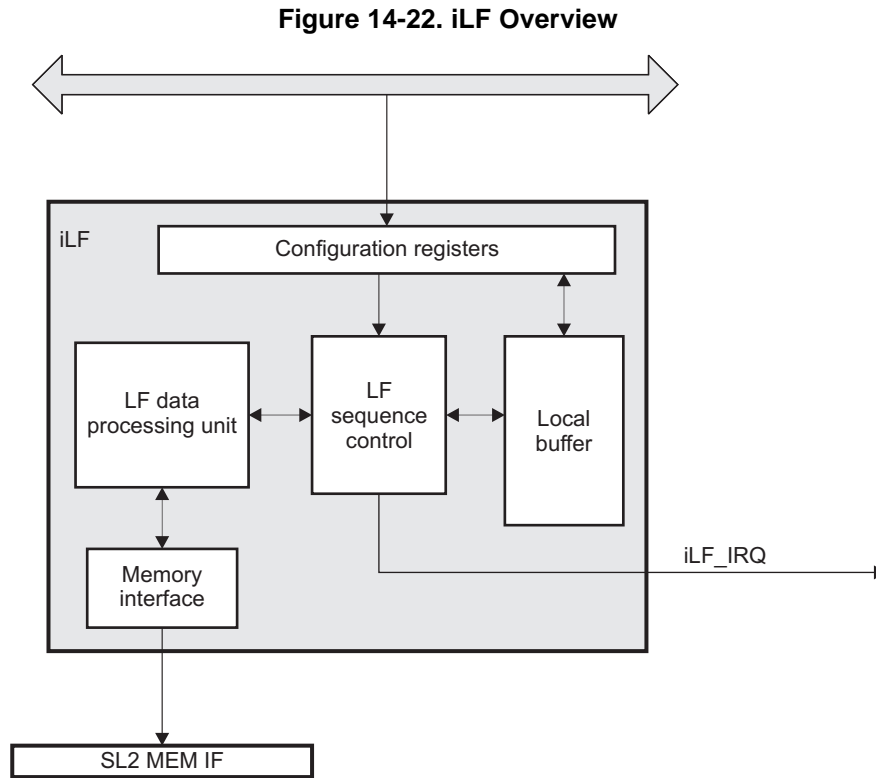 Figure 14-22. iLF Overview
iLF
Configuration registers
LF data
processing unit
LF
sequence
control
Local
buffer
iLF_IRQ
Memory
interface
SL2 MEM IF